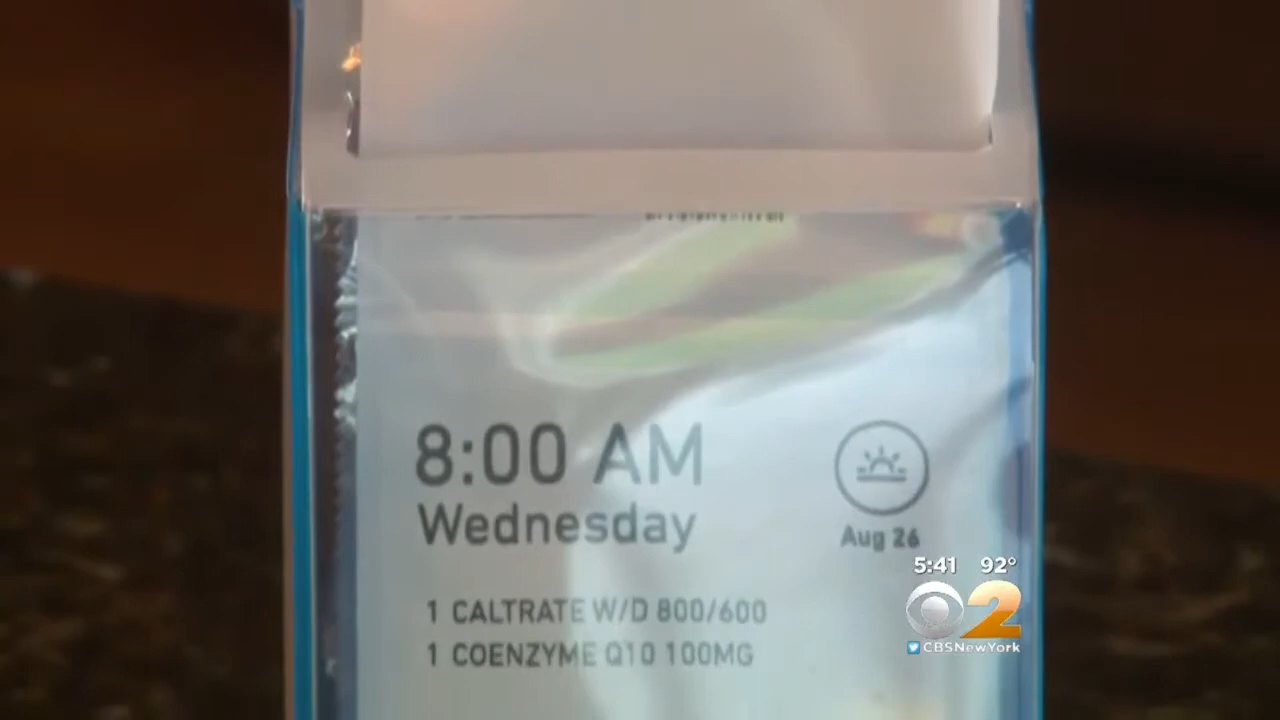 8:00 AM
Wednesday
Aug 26
1 CALTRATE W/D 800/600
1 COENZYME Q10 100MG
5:41 92°
2
CBSNewYork